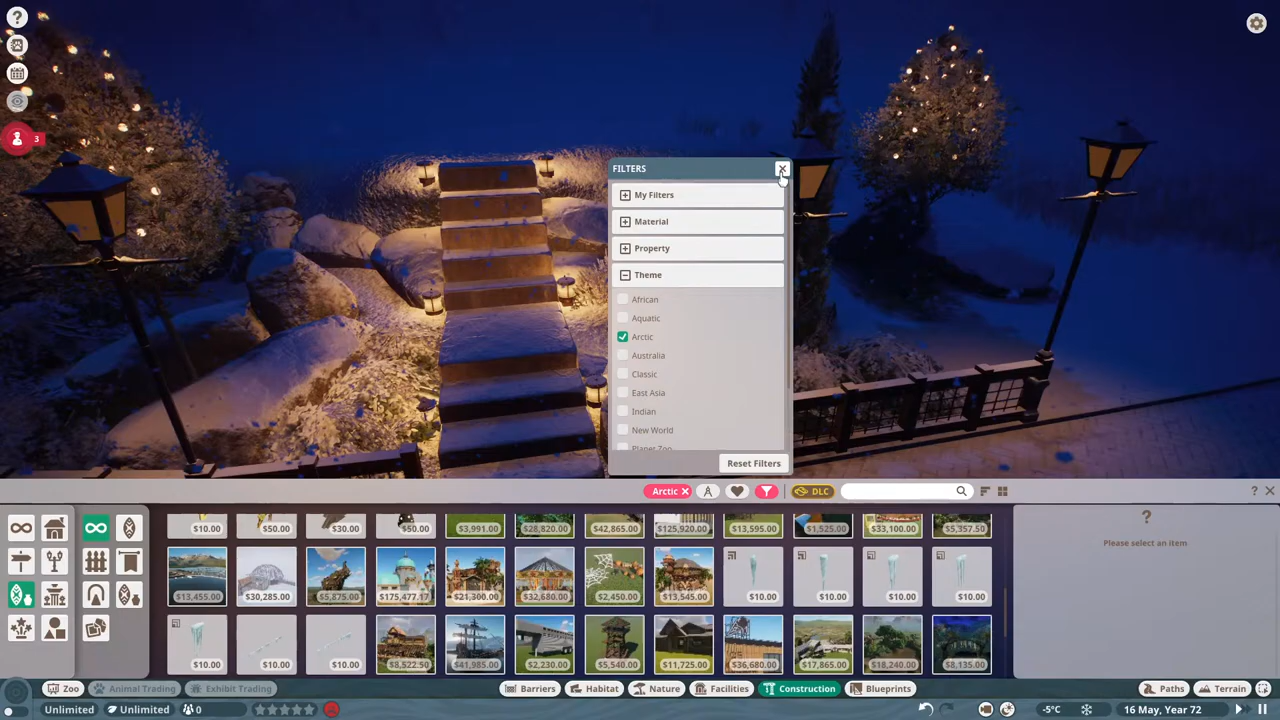 ?
3
FILTERS
My Filters
Material
Property
Theme
African
Aquatic
Arctic
Australia
Classic
East Asia
Indian
New World
Planet Zoo
Reset Filters
Arctic
DLC
?
$10.00 $50.00 $30.00 $50.00 $3,991.00 $28,820.00 $42,865.00 $125,920.00 $13,595.00 $1,525.00 $33,100.00 $5,357.50
?
Please select an item
$13,455.00 $30,285.00 $5,875.00 $175,477.17 $21,300.00 $32,680.00 $2,450.00 $13,545.00 $10.00 $10.00 $10.00 $10.00
$10.00 $10.00 $10.00 $8,522.50 $41,985.00 $2,230.00 $5,540.00 $11,725.00 $36,680.00 $17,865.00 $18,240.00 $8,135.00
Zoo Animal Trading Exhibit Trading Barriers Habitat Nature Facilities Construction Blueprints Paths Terrain
Unlimited Unlimited 0 -5°C 16 May, Year 72